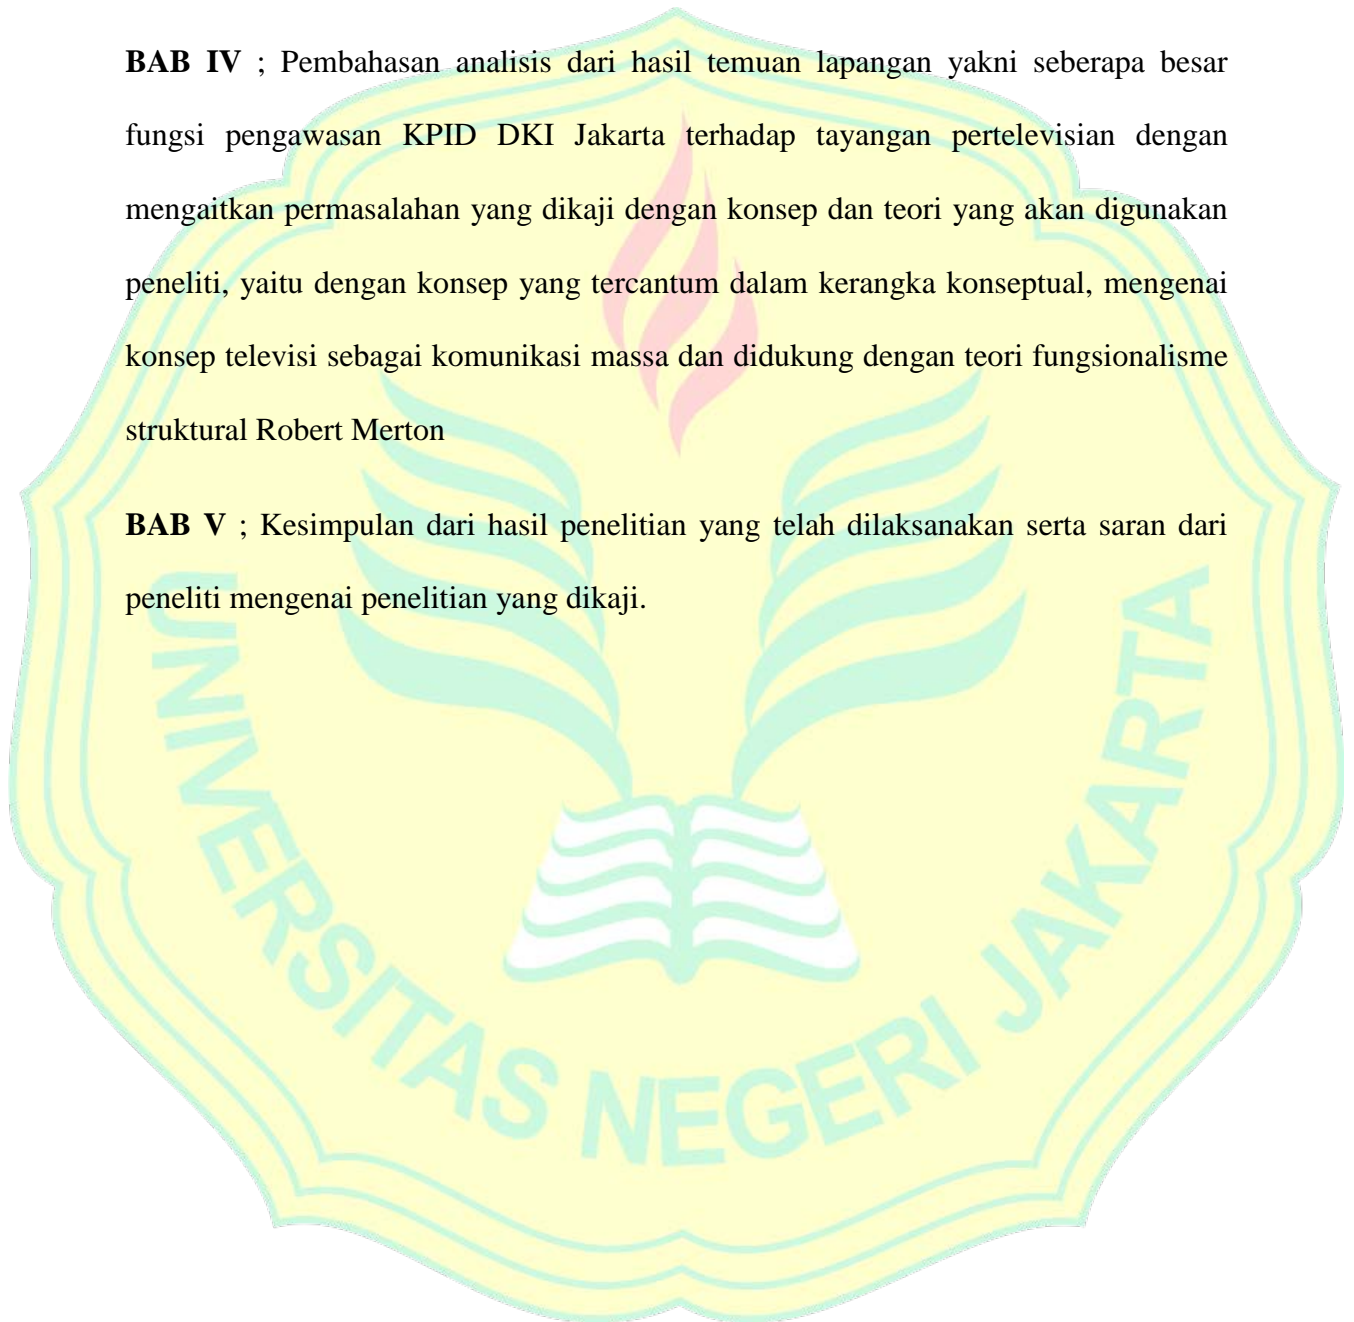 BAB IV ; Pembahasan analisis dari hasil temuan lapangan yakni seberapa besar
fungsi pengawasan KPID DKI Jakarta terhadap tayangan pertelevisian dengan
mengaitkan permasalahan yang dikaji dengan konsep dan teori yang akan digunakan
peneliti, yaitu dengan konsep yang tercantum dalam kerangka konseptual, mengenai
konsep televisi sebagai komunikasi massa dan didukung dengan teori fungsionalisme
struktural Robert Merton
BAB V ; Kesimpulan dari hasil penelitian yang telah dilaksanakan serta saran dari
peneliti mengenai penelitian yang dikaji.
UNIVERSITAS NEGERI JAKARTA